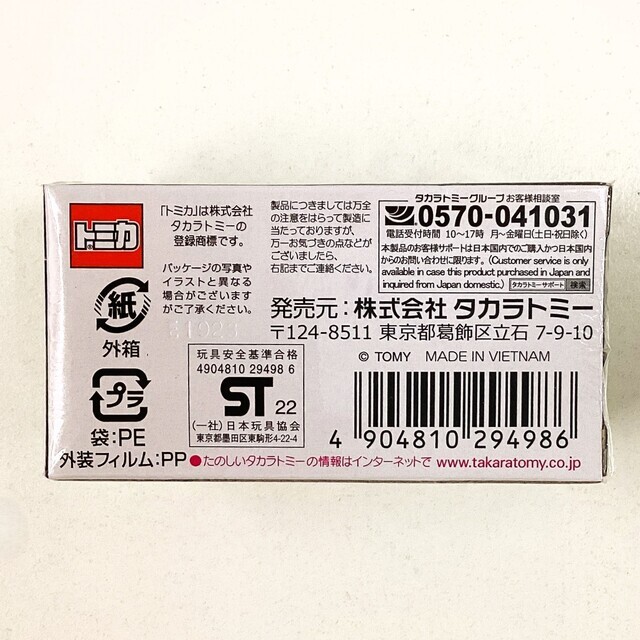 トミカ
「トミカ」は株式会社
タカラトミーの
登録商標です。
パッケージの写真や
イラストと異なる
場合がございます
がご了承ください。
製品につきましては万全
の注意をはらって製造に
当たっておりますが、
万一お気づきの点などが
ございましたら、
右記までご連絡ください。
タカラトミーグループ お客様相談室
0570-041031
電話受付時間 10〜17時 月〜金曜日(土・日・祝日除く)
本製品のお客様サポートは日本国内でのご購入かつ日本国内
からのお問い合わせに限ります。(Customer service is only
available in case this product purchased in Japan and
inquired from Japan domestic.) タカラトミーサポート 検索
発売元:株式会社 タカラトミー
〒124-8511 東京都葛飾区立石 7-9-10
紙
外箱
プラ
袋:PE
外装フィルム:PP
玩具安全基準合格
4904810 29498 6
ST 22
(一社)日本玩具協会
東京都墨田区東駒形4-22-4
© TOMY MADE IN VIETNAM
4 904810 294986
●たのしいタカラトミーの情報はインターネットで www.takaratomy.co.jp